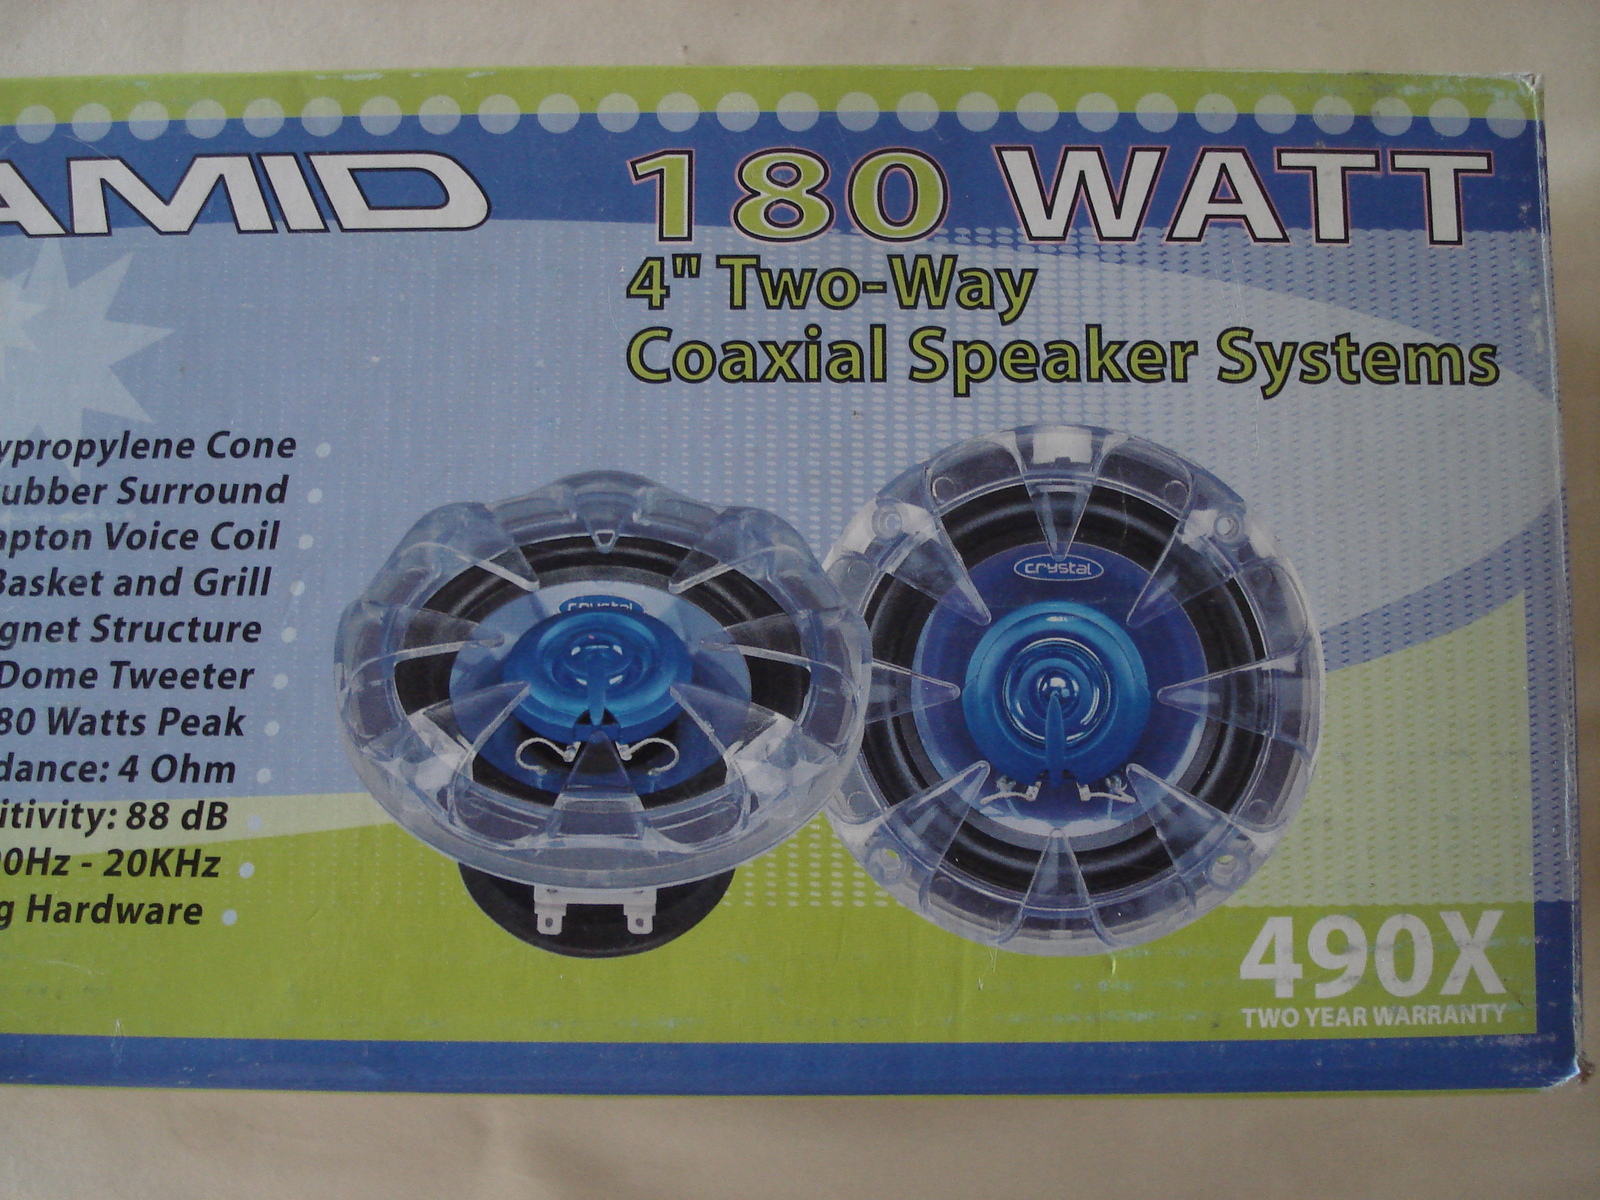 AMID
180 WATT
4" Two-Way
Coaxial Speaker Systems
ypropylene Cone
ubber Surround
apton Voice Coil
Basket and Grill
gnet Structure
Dome Tweeter
80 Watts Peak
dance: 4 Ohm
itivity: 88 dB
00Hz - 20KHz
g Hardware
crystal
crystal
490X
TWO YEAR WARRANTY